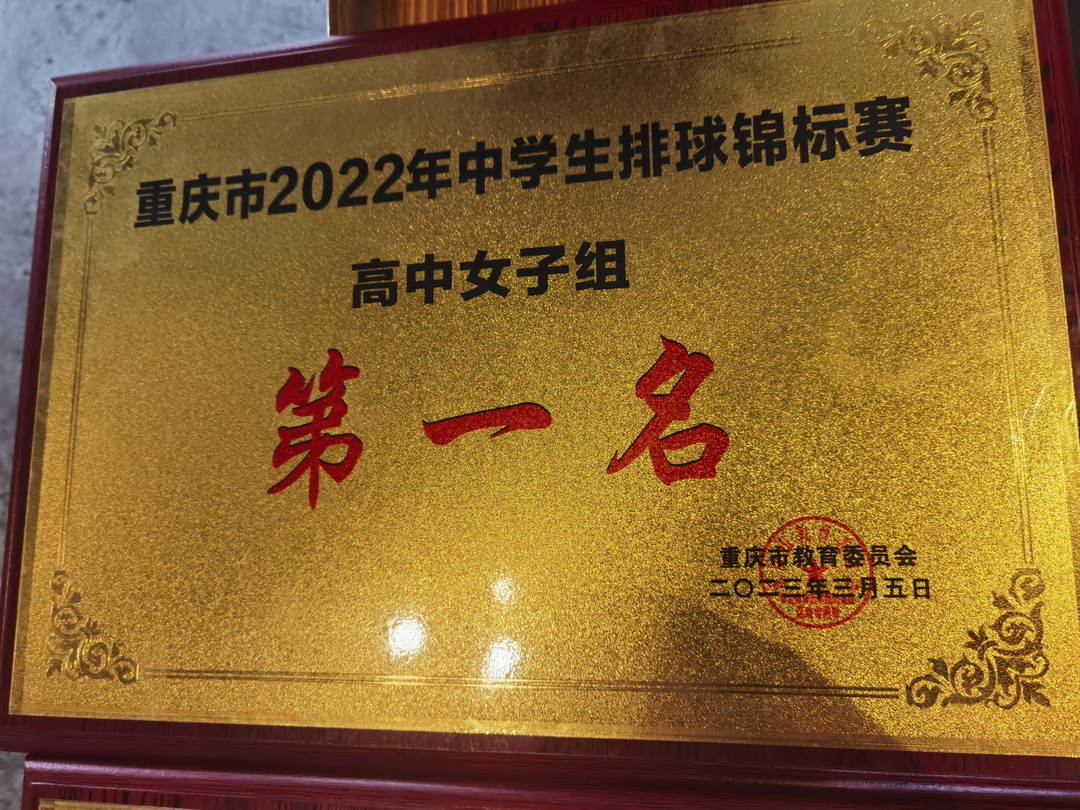 重庆市2022年中学生排球锦标赛
高中女子组
第一名
重庆市教育委员会
二〇二三年三月五日